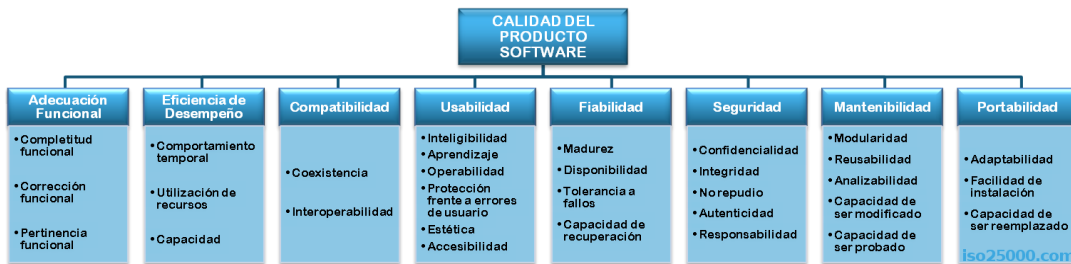 CALIDAD DEL
PRODUCTO
SOFTWARE
Adecuación
Funcional
• Completitud
funcional
• Corrección
funcional
• Pertinencia
funcional
Eficiencia de
Desempeño
• Comportamiento
temporal
• Utilización de
recursos
• Capacidad
Compatibilidad
• Coexistencia
• Interoperabilidad
Usabilidad
• Inteligibilidad
• Aprendizaje
• Operabilidad
• Protección
frente a errores
de usuario
• Estética
• Accesibilidad
Fiabilidad
• Madurez
• Disponibilidad
• Tolerancia a
fallos
• Capacidad de
recuperación
Seguridad
• Confidencialidad
• Integridad
• No repudio
• Autenticidad
• Responsabilidad
Mantenibilidad
• Modularidad
• Reusabilidad
• Analizabilidad
• Capacidad de
ser modificado
• Capacidad de
ser probado
Portabilidad
• Adaptabilidad
• Facilidad de
instalación
• Capacidad de
ser reemplazado
iso25000.com